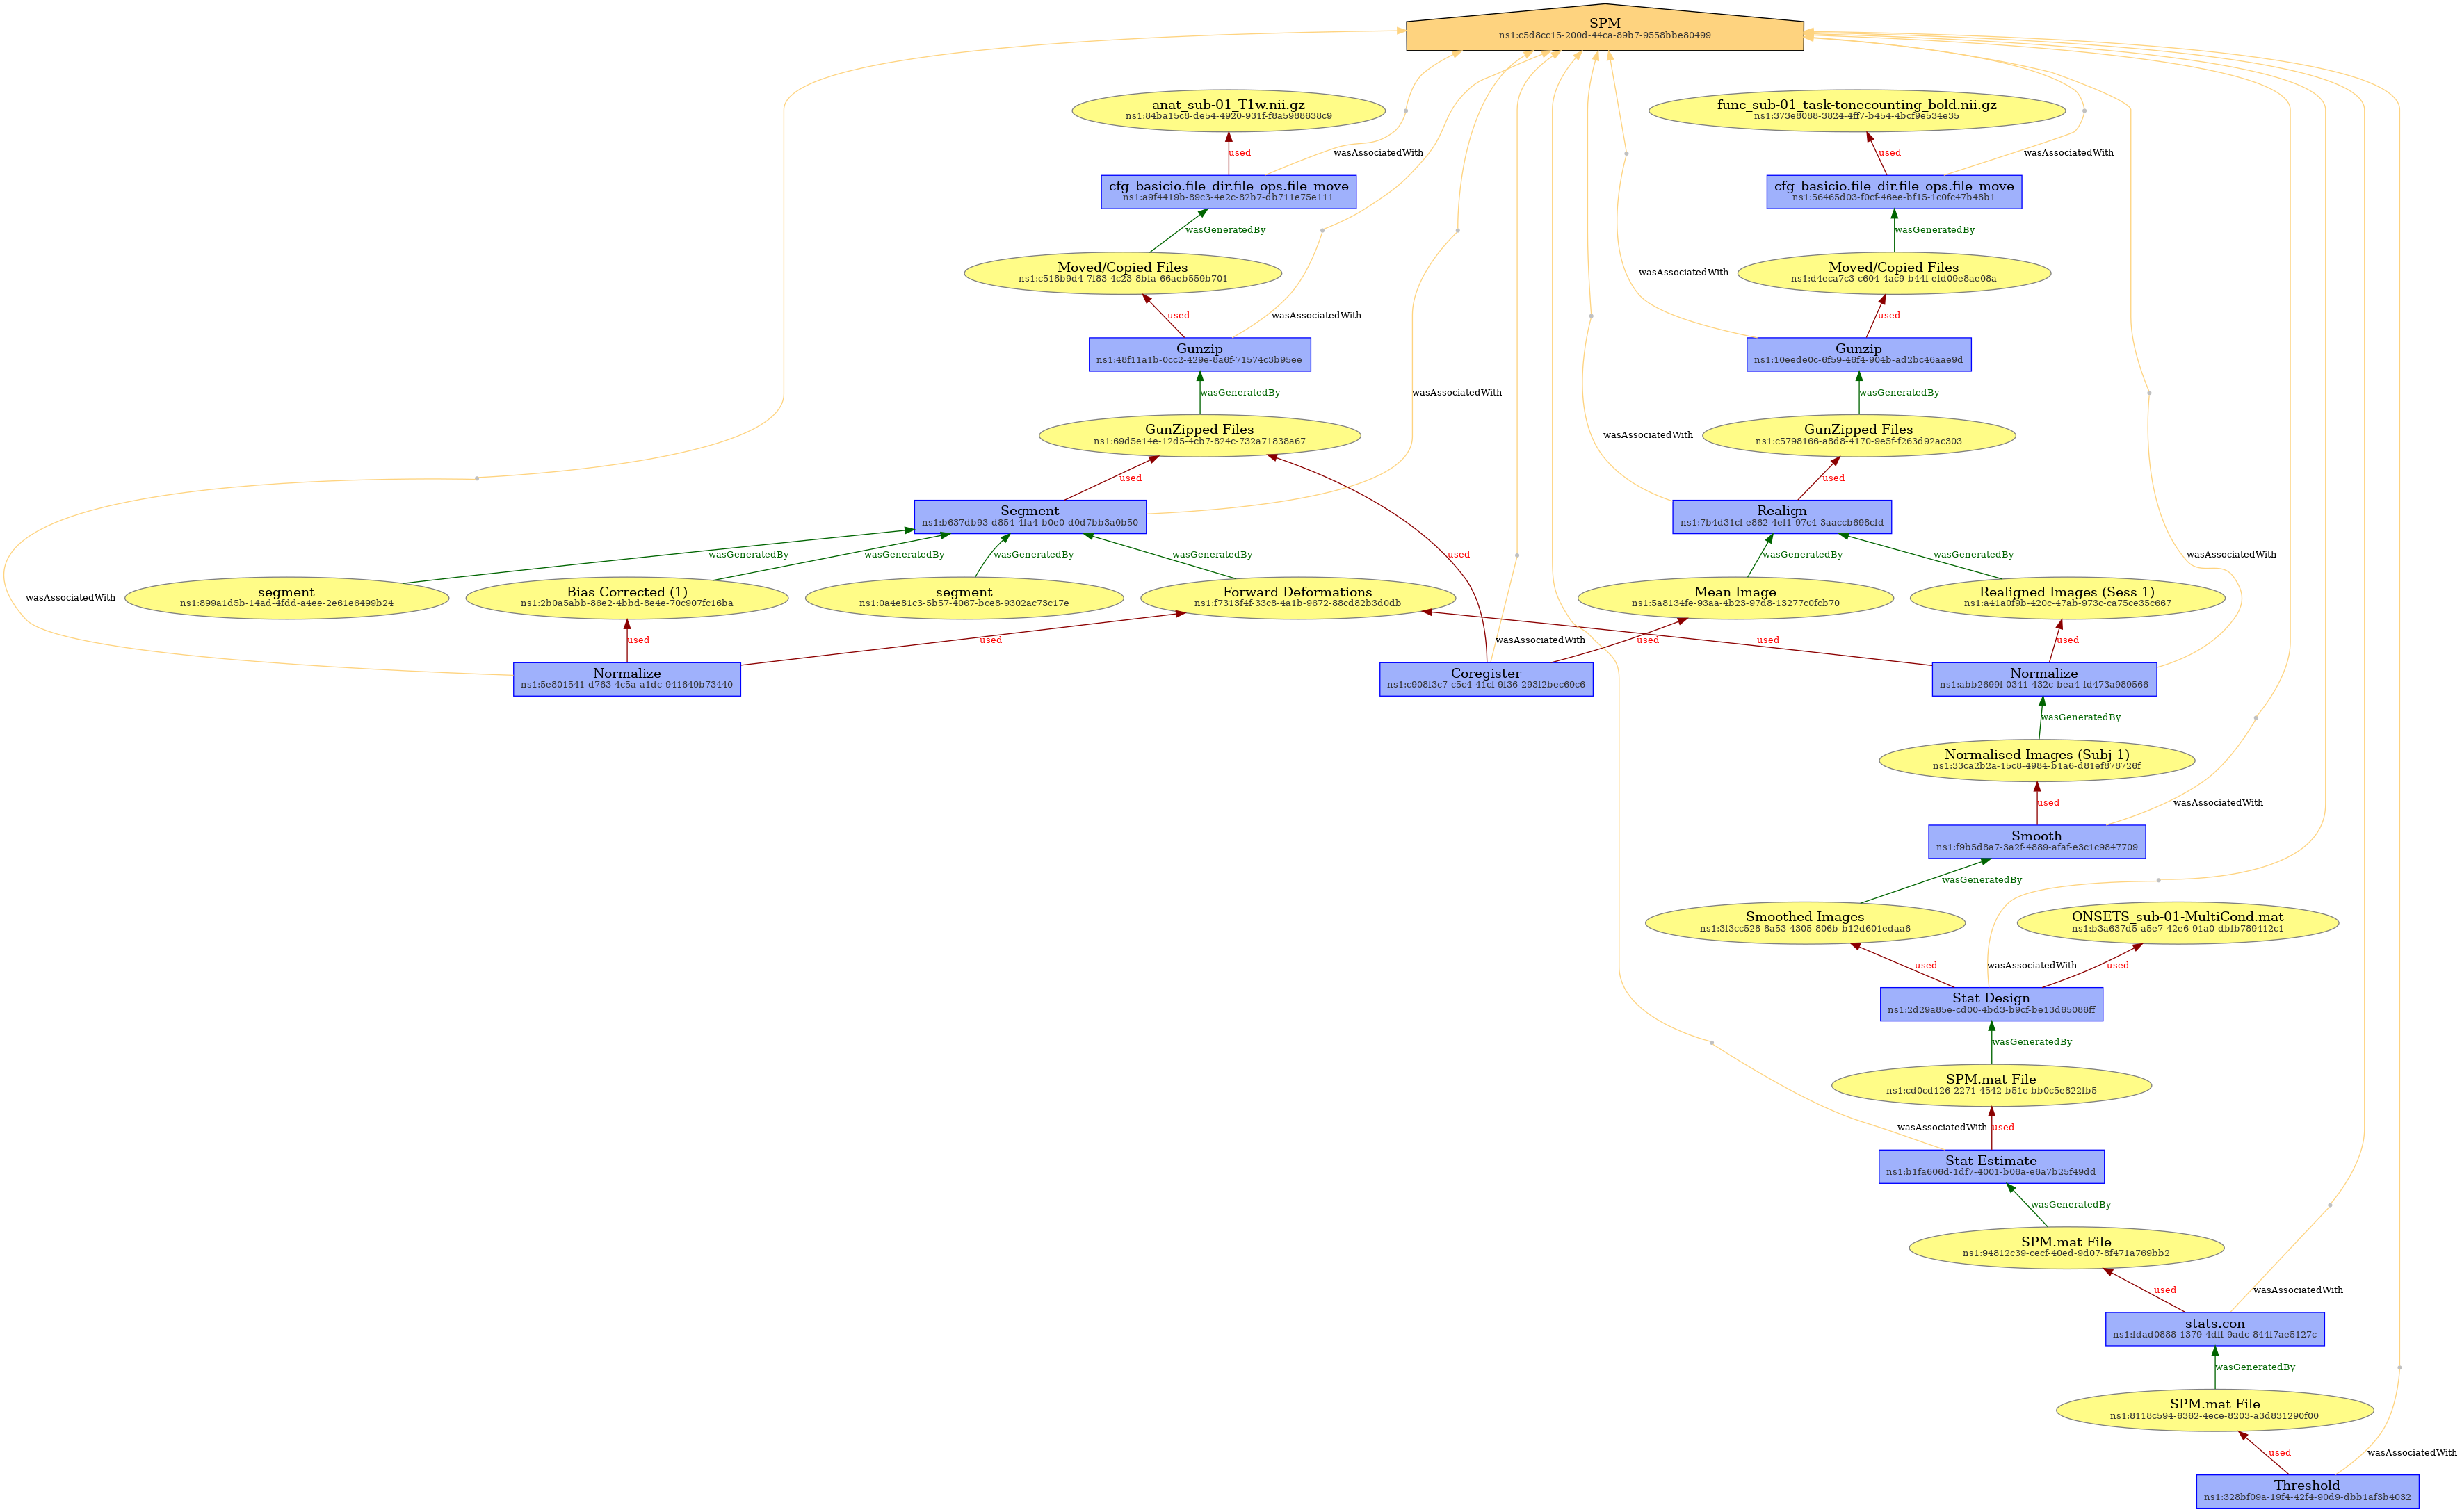 SPM
ns1:c5d8cc15-200d-44ca-89b7-9558bbe80499
anat_sub-01_T1w.nii.gz
ns1:84ba15c8-de54-4920-931f-f8a5988638c9
func_sub-01_task-tonecounting_bold.nii.gz
ns1:373e8088-3824-4ff7-b454-4bcf9e534e35
used
wasAssociatedWith
used
wasAssociatedWith
cfg_basicio.file_dir.file_ops.file_move
ns1:a9f4419b-89c3-4e2c-82b7-db711e75e111
cfg_basicio.file_dir.file_ops.file_move
ns1:56465d03-f0cf-46ee-bf15-1c0fc47b48b1
wasGeneratedBy
wasGeneratedBy
Moved/Copied Files
ns1:c518b9d4-7f83-4c23-8bfa-66aeb559b701
wasAssociatedWith
Moved/Copied Files
ns1:d4eca7c3-c604-4ac9-b44f-efd09e8ae08a
used
wasAssociatedWith
used
Gunzip
ns1:48f11a1b-0cc2-429e-8a6f-71574c3b95ee
Gunzip
ns1:10eede0c-6f59-46f4-904b-ad2bc46aae9d
wasGeneratedBy
wasAssociatedWith
wasGeneratedBy
GunZipped Files
ns1:69d5e14e-12d5-4cb7-824c-732a71838a67
wasAssociatedWith
GunZipped Files
ns1:c5798166-a8d8-4170-9e5f-f263d92ac303
used
used
Segment
ns1:b637db93-d854-4fa4-b0e0-d0d7bb3a0b50
Realign
ns1:7b4d31cf-e862-4ef1-97c4-3aaccb698cfd
wasGeneratedBy
wasGeneratedBy
wasGeneratedBy
wasGeneratedBy
used
wasGeneratedBy
wasGeneratedBy
wasAssociatedWith
wasAssociatedWith
segment
ns1:899a1d5b-14ad-4fdd-a4ee-2e61e6499b24
Bias Corrected (1)
ns1:2b0a5abb-86e2-4bbd-8e4e-70c907fc16ba
segment
ns1:0a4e81c3-5b57-4067-bce8-9302ac73c17e
Forward Deformations
ns1:f7313f4f-33c8-4a1b-9672-88cd82b3d0db
Mean Image
ns1:5a8134fe-93aa-4b23-97d8-13277c0fcb70
Realigned Images (Sess 1)
ns1:a41a0f9b-420c-47ab-973c-ca75ce35c667
used
used
wasAssociatedWith
used
used
used
Normalize
ns1:5e801541-d763-4c5a-a1dc-941649b73440
Coregister
ns1:c908f3c7-c5c4-41cf-9f36-293f2bec69c6
Normalize
ns1:abb2699f-0341-432c-bea4-fd473a989566
wasGeneratedBy
Normalised Images (Subj 1)
ns1:33ca2b2a-15c8-4984-b1a6-d81ef878726f
used
wasAssociatedWith
Smooth
ns1:f9b5d8a7-3a2f-4889-afaf-e3c1c9847709
wasGeneratedBy
Smoothed Images
ns1:3f3cc528-8a53-4305-806b-b12d601edaa6
ONSETS_sub-01-MultiCond.mat
ns1:b3a637d5-a5e7-42e6-91a0-dbfb789412c1
used
wasAssociatedWith
used
Stat Design
ns1:2d29a85e-cd00-4bd3-b9cf-be13d65086ff
wasGeneratedBy
SPM.mat File
ns1:cd0cd126-2271-4542-b51c-bb0c5e822fb5
wasAssociatedWith
used
Stat Estimate
ns1:b1fa606d-1df7-4001-b06a-e6a7b25f49dd
wasGeneratedBy
SPM.mat File
ns1:94812c39-cecf-40ed-9d07-8f471a769bb2
used
wasAssociatedWith
stats.con
ns1:fdad0888-1379-4dff-9adc-844f7ae5127c
wasGeneratedBy
SPM.mat File
ns1:8118c594-6362-4ece-8203-a3d831290f00
used
wasAssociatedWith
Threshold
ns1:328bf09a-19f4-42f4-90d9-dbb1af3b4032